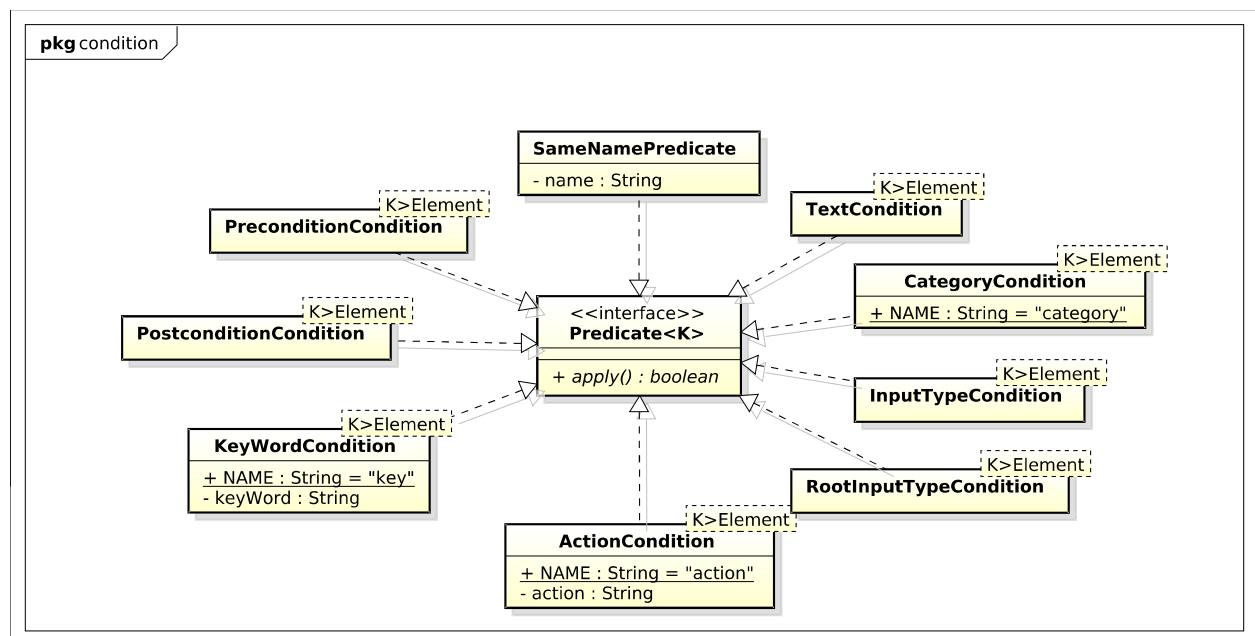 pkg condition
SameNamePredicate
- name : String
K>Element
TextCondition
K>Element
PreconditionCondition
K>Element
CategoryCondition
+ NAME : String = "category"
K>Element
PostconditionCondition
<<interface>>
Predicate<K>
+ apply() : boolean
K>Element
InputTypeCondition
K>Element
KeyWordCondition
+ NAME : String = "key"
- keyWord : String
K>Element
RootInputTypeCondition
K>Element
ActionCondition
+ NAME : String = "action"
- action : String